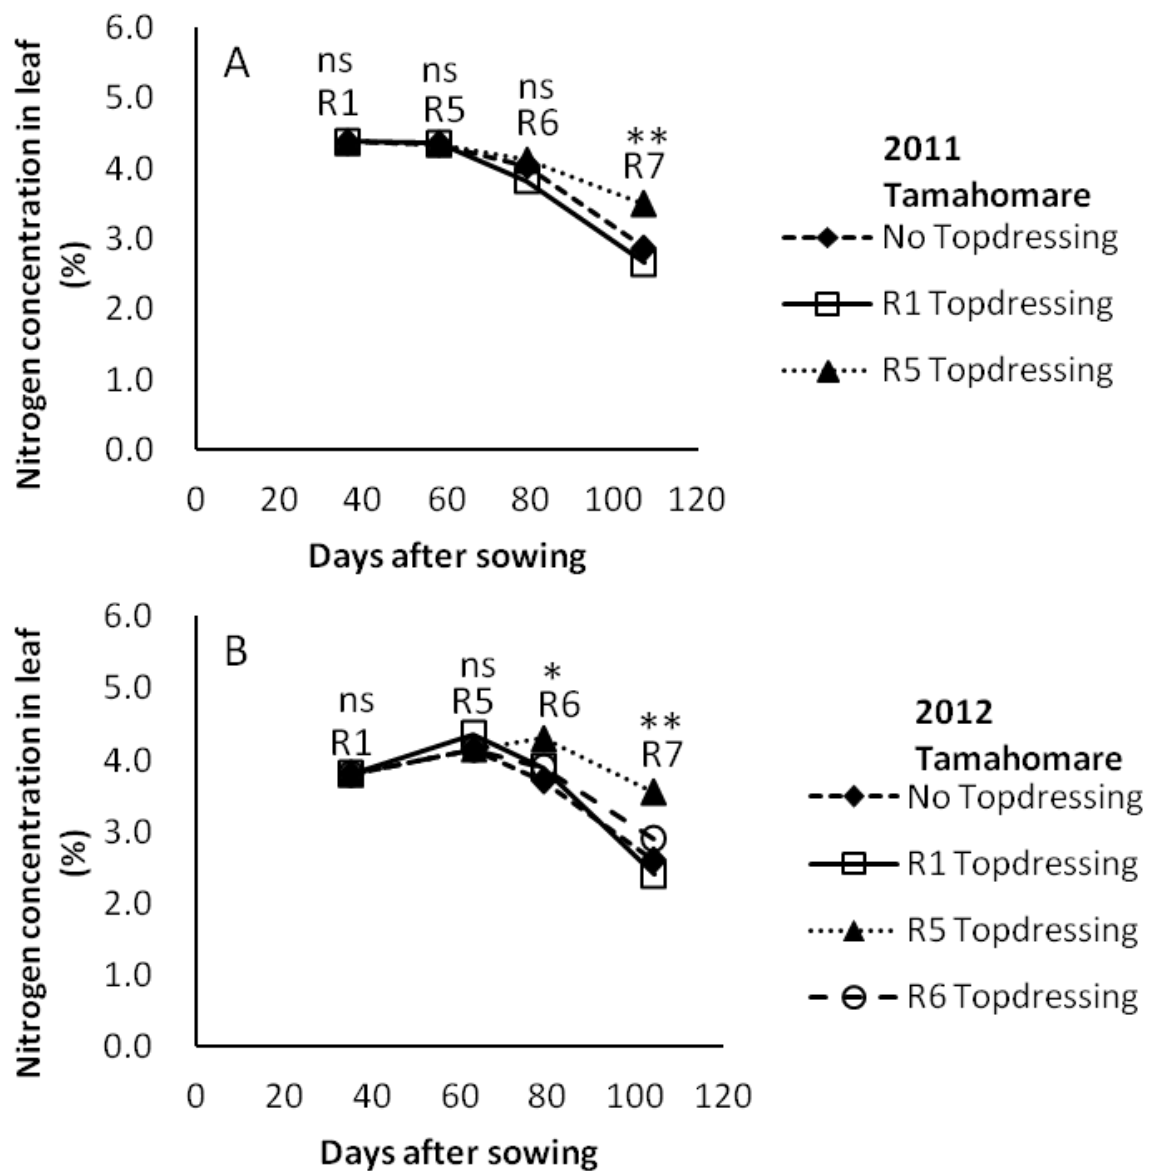 Nitrogen concentration in leaf
(%)
6.0
5.0
4.0
3.0
2.0
1.0
0.0
A
ns
R1
ns
R5
ns
R6
**
R7
0 20 40 60 80 100 120
Days after sowing
2011
Tamahomare
No Topdressing
R1 Topdressing
R5 Topdressing
Nitrogen concentration in leaf
(%)
6.0
5.0
4.0
3.0
2.0
1.0
0.0
B
ns
R1
ns
R5
*
R6
**
R7
0 20 40 60 80 100 120
Days after sowing
2012
Tamahomare
No Topdressing
R1 Topdressing
R5 Topdressing
R6 Topdressing